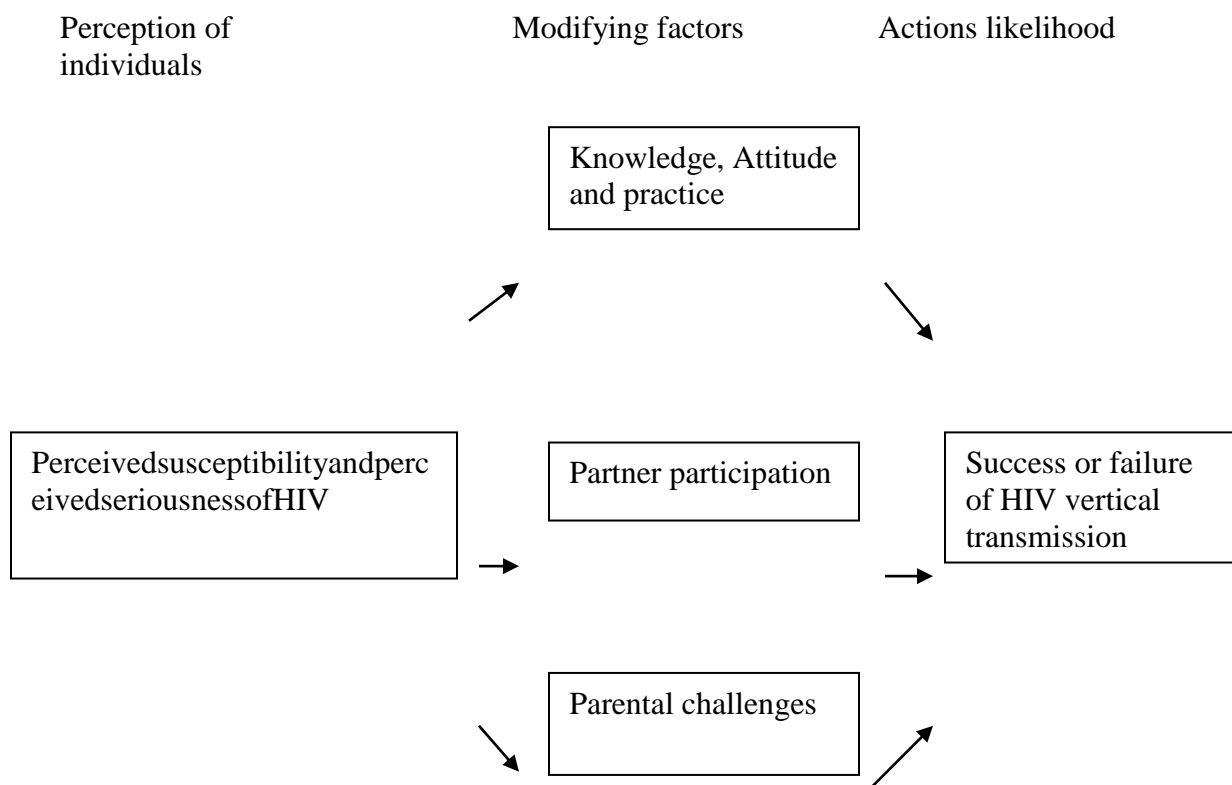 Perception of
individuals
Modifying factors
Actions likelihood
Knowledge, Attitude
and practice
Perceivedsusceptibilityandperc
eivedseriousnessofHIV
Partner participation
Success or failure
of HIV vertical
transmission
Parental challenges